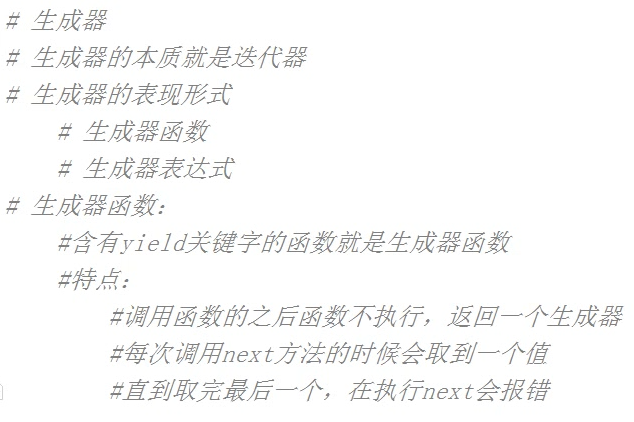 # 生成器
# 生成器的本质就是迭代器
# 生成器的表现形式
# 生成器函数
# 生成器表达式
# 生成器函数：
#含有yield关键字的函数就是生成器函数
#特点：
#调用函数的之后函数不执行，返回一个生成器
#每次调用next方法的时候会取到一个值
#直到取完最后一个，在执行next会报错